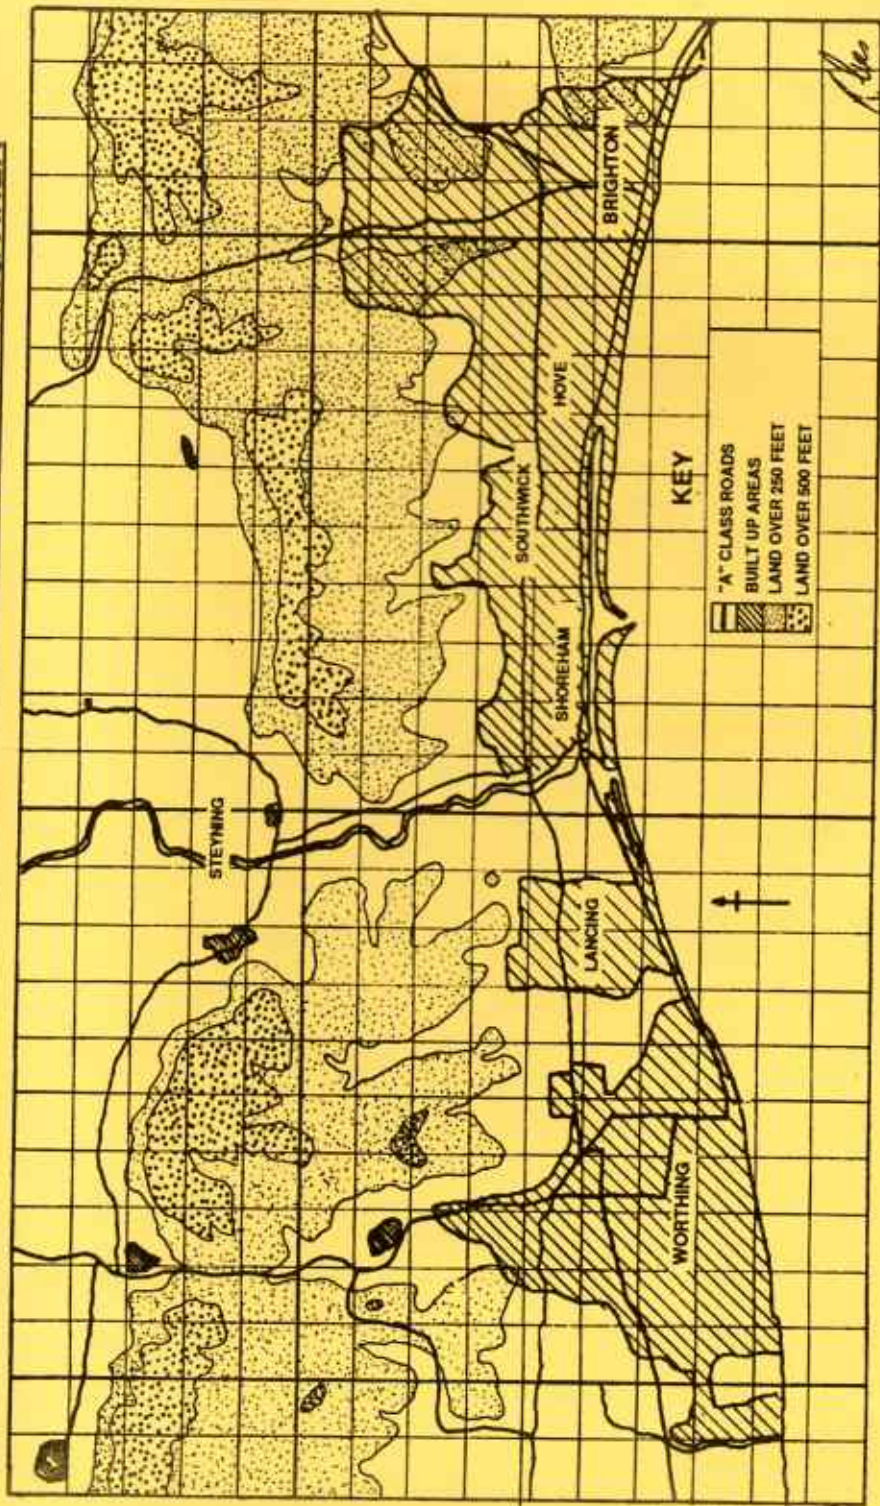 STEYNING
BRIGHTON
HOVE
SOUTHWICK
SHOREHAM
LANCING
WORTHING
KEY
"A" CLASS ROADS
BUILT UP AREAS
LAND OVER 250 FEET
LAND OVER 500 FEET